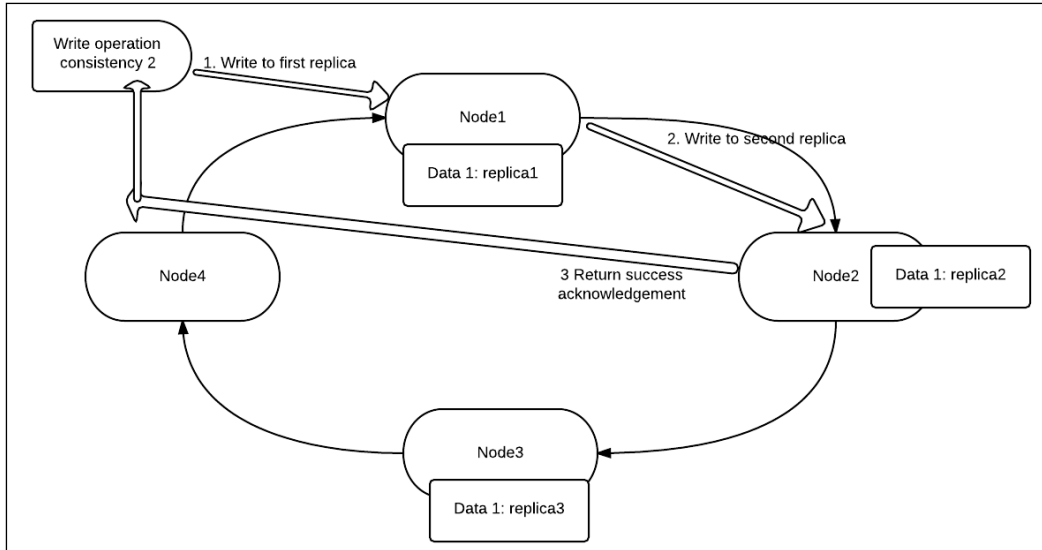 Write operation
consistency 2
1. Write to first replica
Node1
2. Write to second replica
Data 1: replica1
Node4
3 Return success
acknowledgement
Node2
Data 1: replica2
Node3
Data 1: replica3